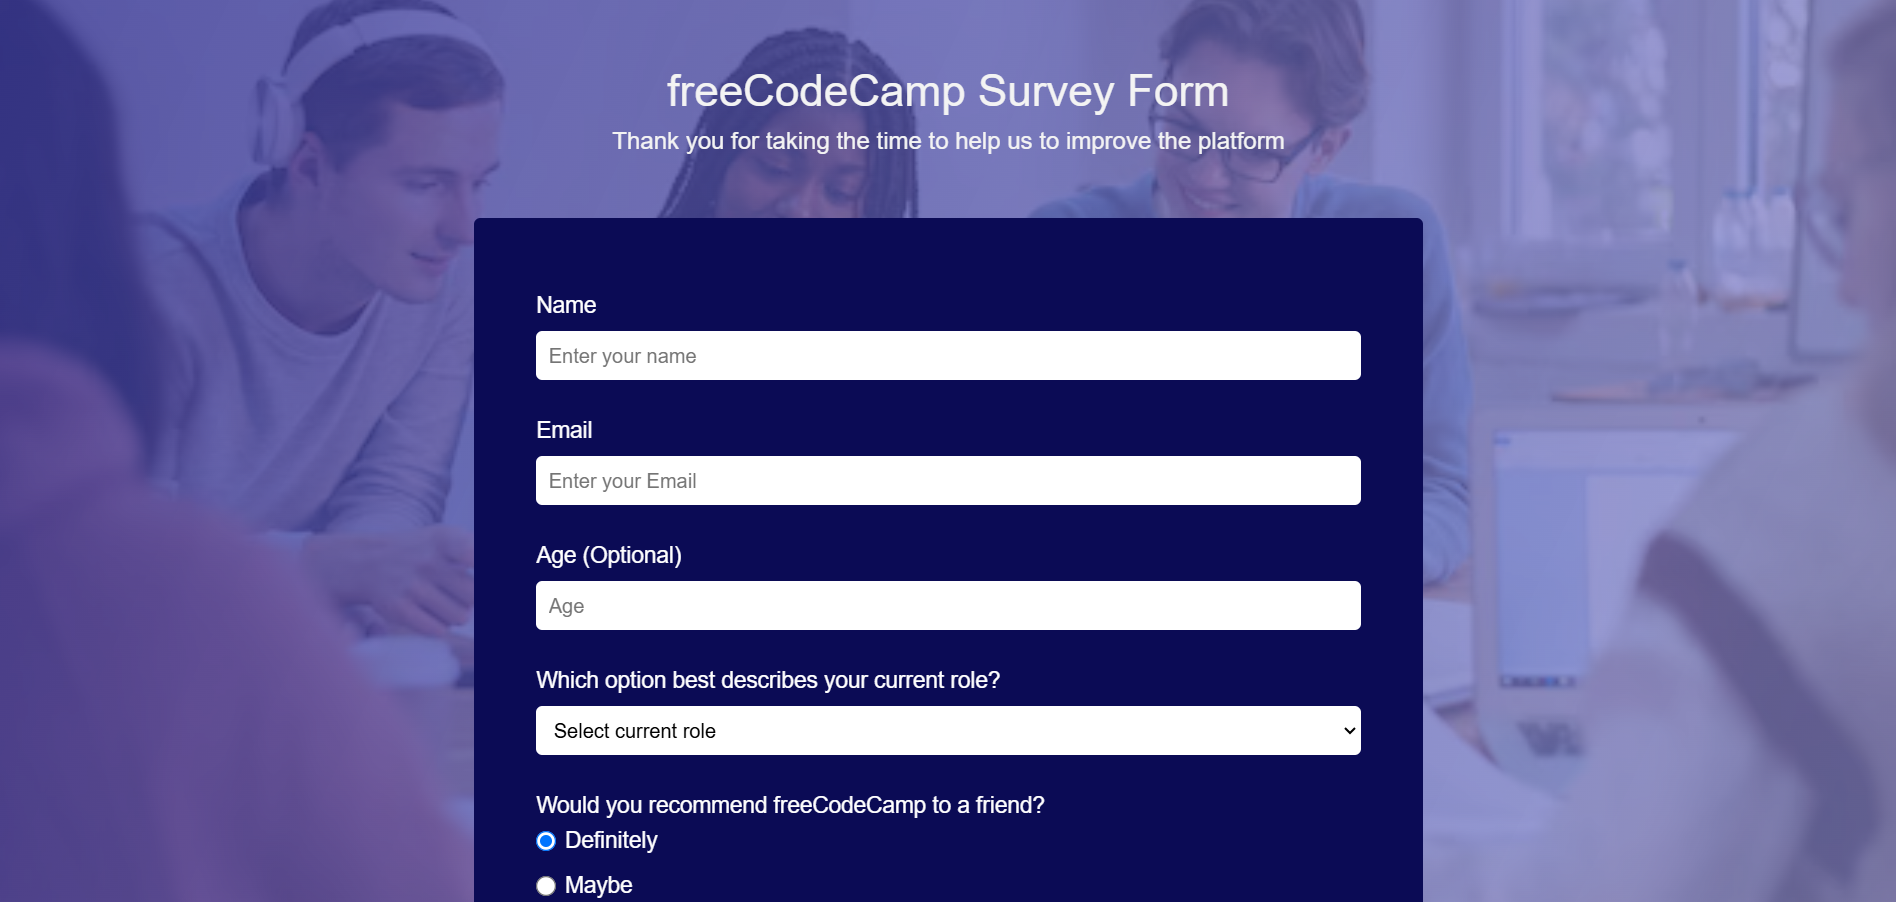 freeCodeCamp Survey Form
Thank you for taking the time to help us to improve the platform
Name
Enter your name
Email
Enter your Email
Age (Optional)
Age
Which option best describes your current role?
Select current role
Would you recommend freeCodeCamp to a friend?
Definitely
Maybe